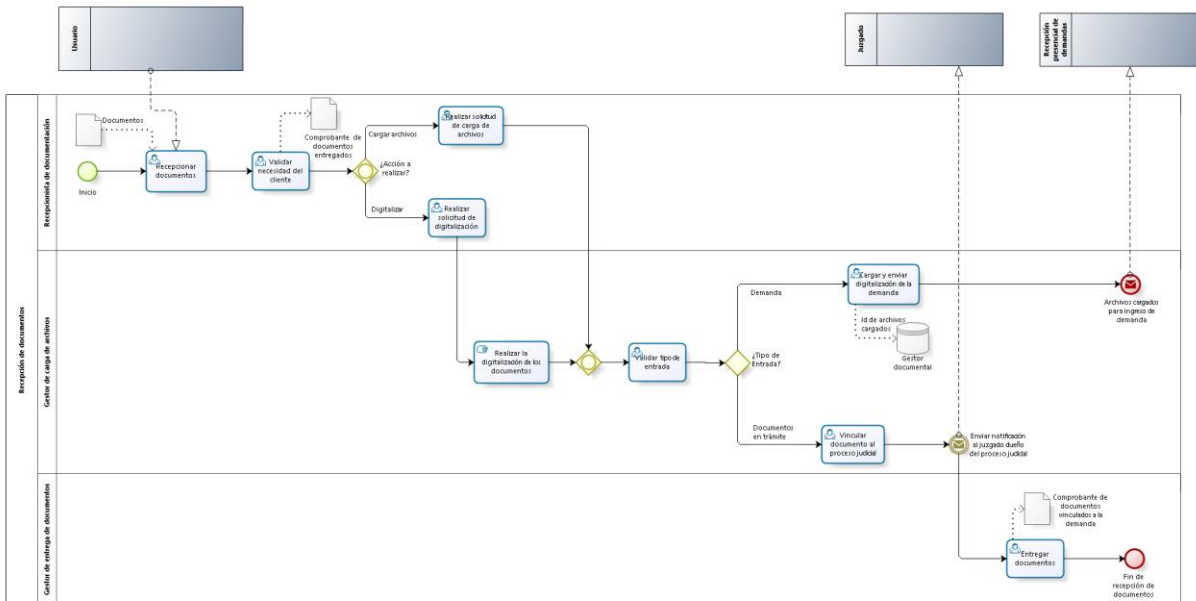 Usuario
Juzgado
Recepción
presencial de
demandas
Recepción de documentos
Recepcionista de documentación
Documentos
Inicio
Recepcionar
documentos
Validar
necesidad del
cliente
Comprobante de
documentos
entregados
Cargar archivos
¿Acción a
realizar?
Digitalizar
Realizar solicitud
de carga de
archivos
Realizar
solicitud de
digitalización
Gestor de carga de archivos
Realizar la
digitalización de los
documentos
Validar tipo de
entrada
¿Tipo de
Entrada?
Demanda
Cargar y enviar
digitalización de la
demanda
Id de archivos
cargados
Gestor
documental
Archivos cargados
para ingreso de
demanda
Documentos
en trámite
Vincular
documento al
proceso judicial
Enviar notificación
al juzgado dueño
del proceso judicial
Gestor de entrega de documentos
Comprobante de
documentos
vinculados a la
demanda
Entregar
documentos
Fin de
recepción de
documentos